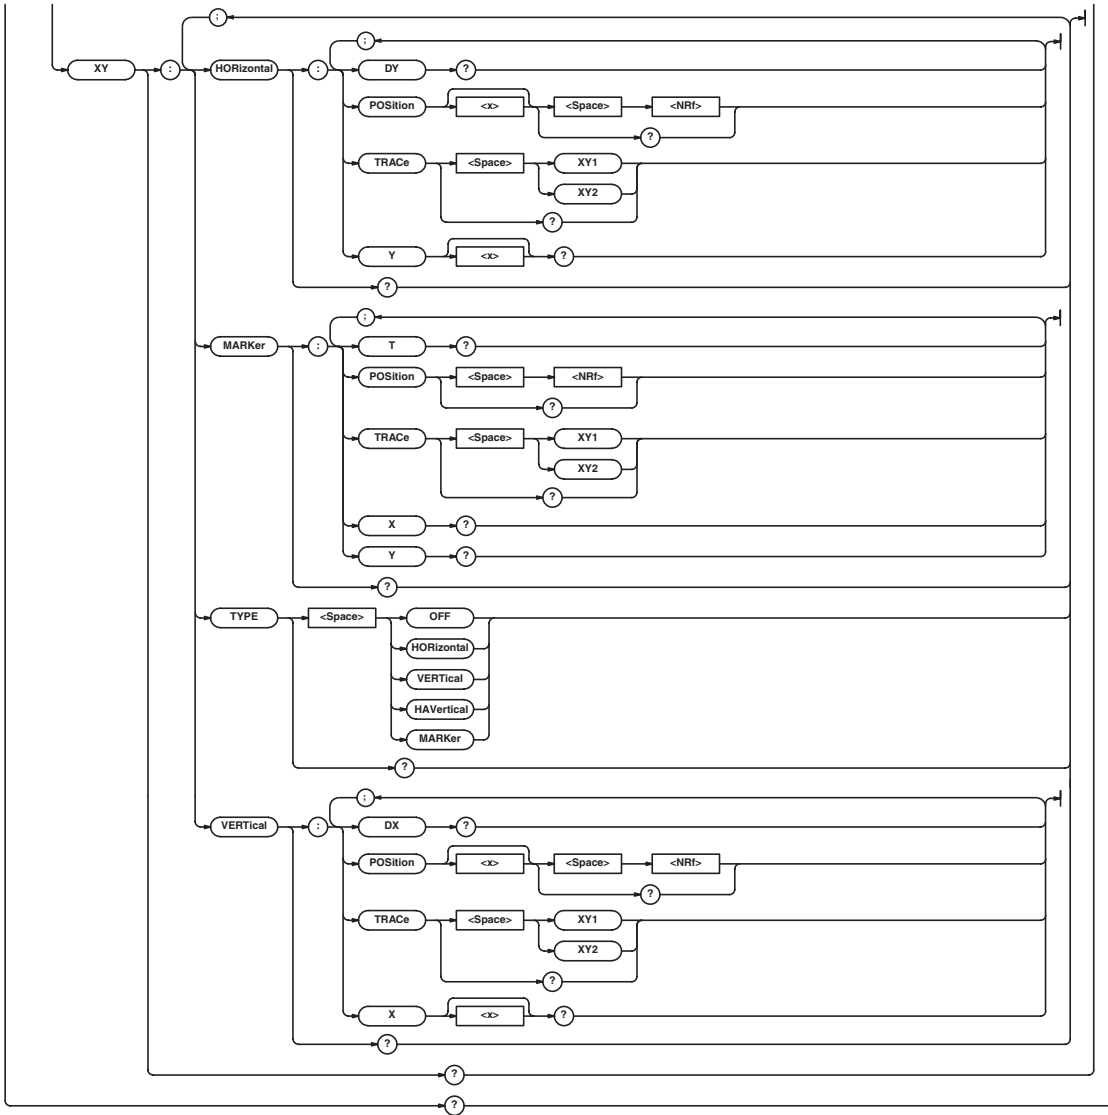 ;
;
XY : HORizontal : DY ?
POSition <x> <Space> <NRf>
?
TRACe <Space> XY1
XY2
?
Y <x> ?
?
;
MARKer : T ?
POSition <Space> <NRf>
?
TRACe <Space> XY1
XY2
?
X ?
Y ?
?
TYPE <Space> OFF
HORizontal
VERTical
HAVertical
MARKer
?
;
VERTical : DX ?
POSition <x> <Space> <NRf>
?
TRACe <Space> XY1
XY2
?
X <x> ?
?
?
?